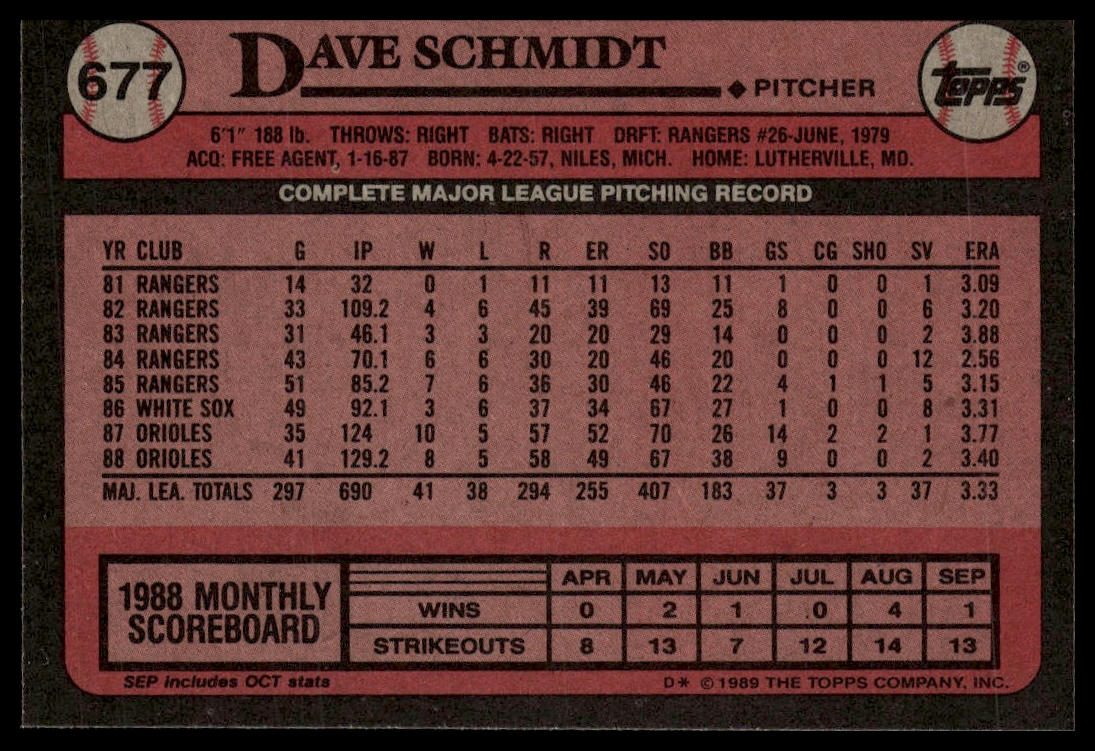 677
DAVE SCHMIDT
◆ PITCHER
TOPPS®
6'1" 188 lb. THROWS: RIGHT BATS: RIGHT DRFT: RANGERS #26-JUNE, 1979
ACQ: FREE AGENT, 1-16-87 BORN: 4-22-57, NILES, MICH. HOME: LUTHERVILLE, MD.
COMPLETE MAJOR LEAGUE PITCHING RECORD
YR CLUB G IP W L R ER SO BB GS CG SHO SV ERA
81 RANGERS 14 32 0 1 11 11 13 11 1 0 0 1 3.09
82 RANGERS 33 109.2 4 6 45 39 69 25 8 0 0 6 3.20
83 RANGERS 31 46.1 3 3 20 20 29 14 0 0 0 2 3.88
84 RANGERS 43 70.1 6 6 30 20 46 20 0 0 0 12 2.56
85 RANGERS 51 85.2 7 6 36 30 46 22 4 1 1 5 3.15
86 WHITE SOX 49 92.1 3 6 37 34 67 27 1 0 0 8 3.31
87 ORIOLES 35 124 10 5 57 52 70 26 14 2 2 1 3.77
88 ORIOLES 41 129.2 8 5 58 49 67 38 9 0 0 2 3.40
MAJ. LEA. TOTALS 297 690 41 38 294 255 407 183 37 3 3 37 3.33
1988 MONTHLY
SCOREBOARD
APR MAY JUN JUL AUG SEP
WINS 0 2 1 .0 4 1
STRIKEOUTS 8 13 7 12 14 13
SEP includes OCT stats
D* ©1989 THE TOPPS COMPANY, INC.